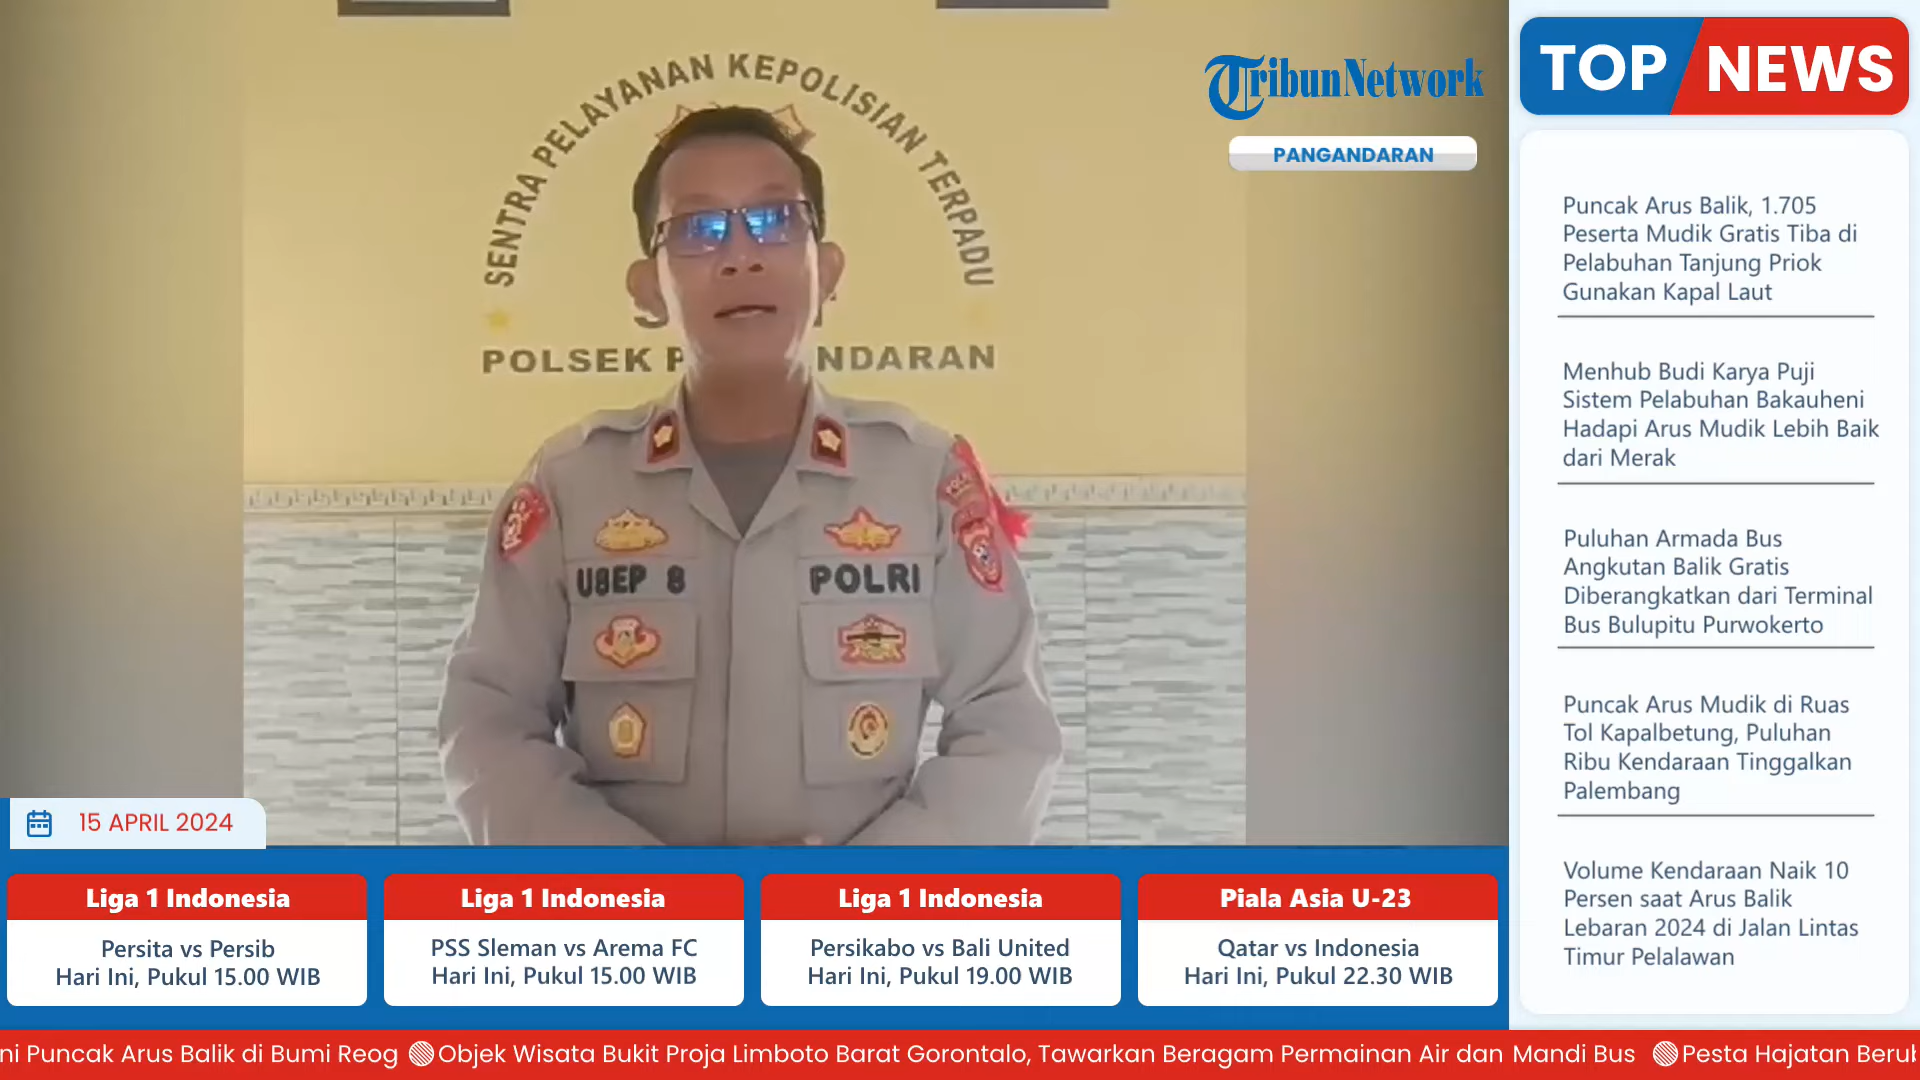 SENTRA PELAYANAN KEPOLISIAN TERPADU
POLSEK P NDARAN
USEP S
POLRI
TribunNetwork
PANGANDARAN
TOP NEWS
Puncak Arus Balik, 1.705
Peserta Mudik Gratis Tiba di
Pelabuhan Tanjung Priok
Gunakan Kapal Laut
Menhub Budi Karya Puji
Sistem Pelabuhan Bakauheni
Hadapi Arus Mudik Lebih Baik
dari Merak
Puluhan Armada Bus
Angkutan Balik Gratis
Diberangkatkan dari Terminal
Bus Bulupitu Purwokerto
Puncak Arus Mudik di Ruas
Tol Kapalbetung, Puluhan
Ribu Kendaraan Tinggalkan
Palembang
Volume Kendaraan Naik 10
Persen saat Arus Balik
Lebaran 2024 di Jalan Lintas
Timur Pelalawan
15 APRIL 2024
Liga 1 Indonesia
Persita vs Persib
Hari Ini, Pukul 15.00 WIB
Liga 1 Indonesia
PSS Sleman vs Arema FC
Hari Ini, Pukul 15.00 WIB
Liga 1 Indonesia
Persikabo vs Bali United
Hari Ini, Pukul 19.00 WIB
Piala Asia U-23
Qatar vs Indonesia
Hari Ini, Pukul 22.30 WIB
ni Puncak Arus Balik di Bumi Reog Objek Wisata Bukit Proja Limboto Barat Gorontalo, Tawarkan Beragam Permainan Air dan Mandi Bus Pesta Hajatan Berub